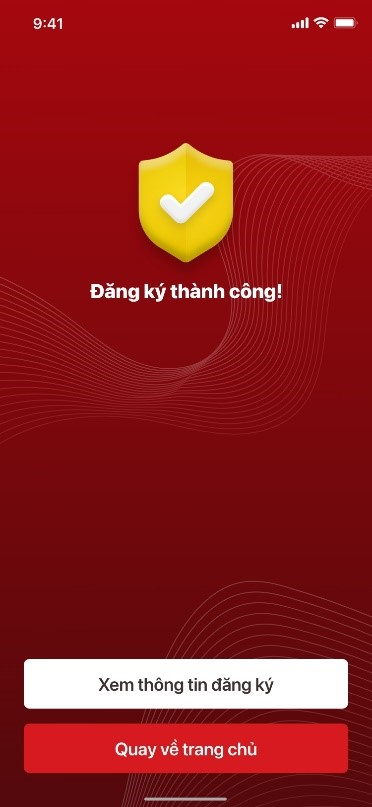 9:41
Đăng ký thành công!
Xem thông tin đăng ký
Quay về trang chủ